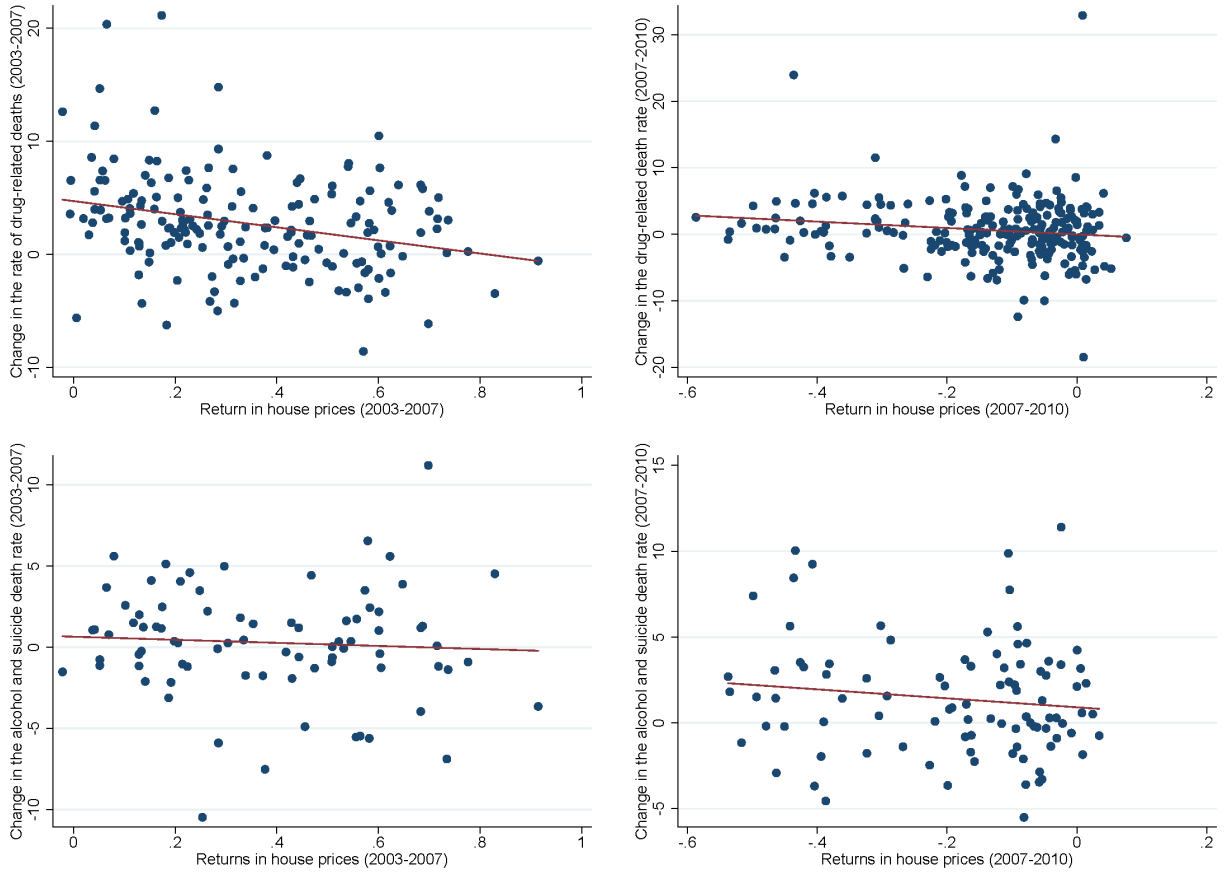 Change in the rate of drug-related deaths (2003-2007)
20
10
0
-10
0 .2 .4 .6 .8 1
Return in house prices (2003-2007)
Change in the drug-related death rate (2007-2010)
30
20
10
0
-10
-20
-.6 -.4 -.2 0 .2
Return in house prices (2007-2010)
Change in the alcohol and suicide death rate (2003-2007)
10
5
0
-5
-10
0 .2 .4 .6 .8 1
Returns in house prices (2003-2007)
Change in the alcohol and suicide death rate (2007-2010)
15
10
5
0
-5
-.6 -.4 -.2 0 .2
Returns in house prices (2007-2010)